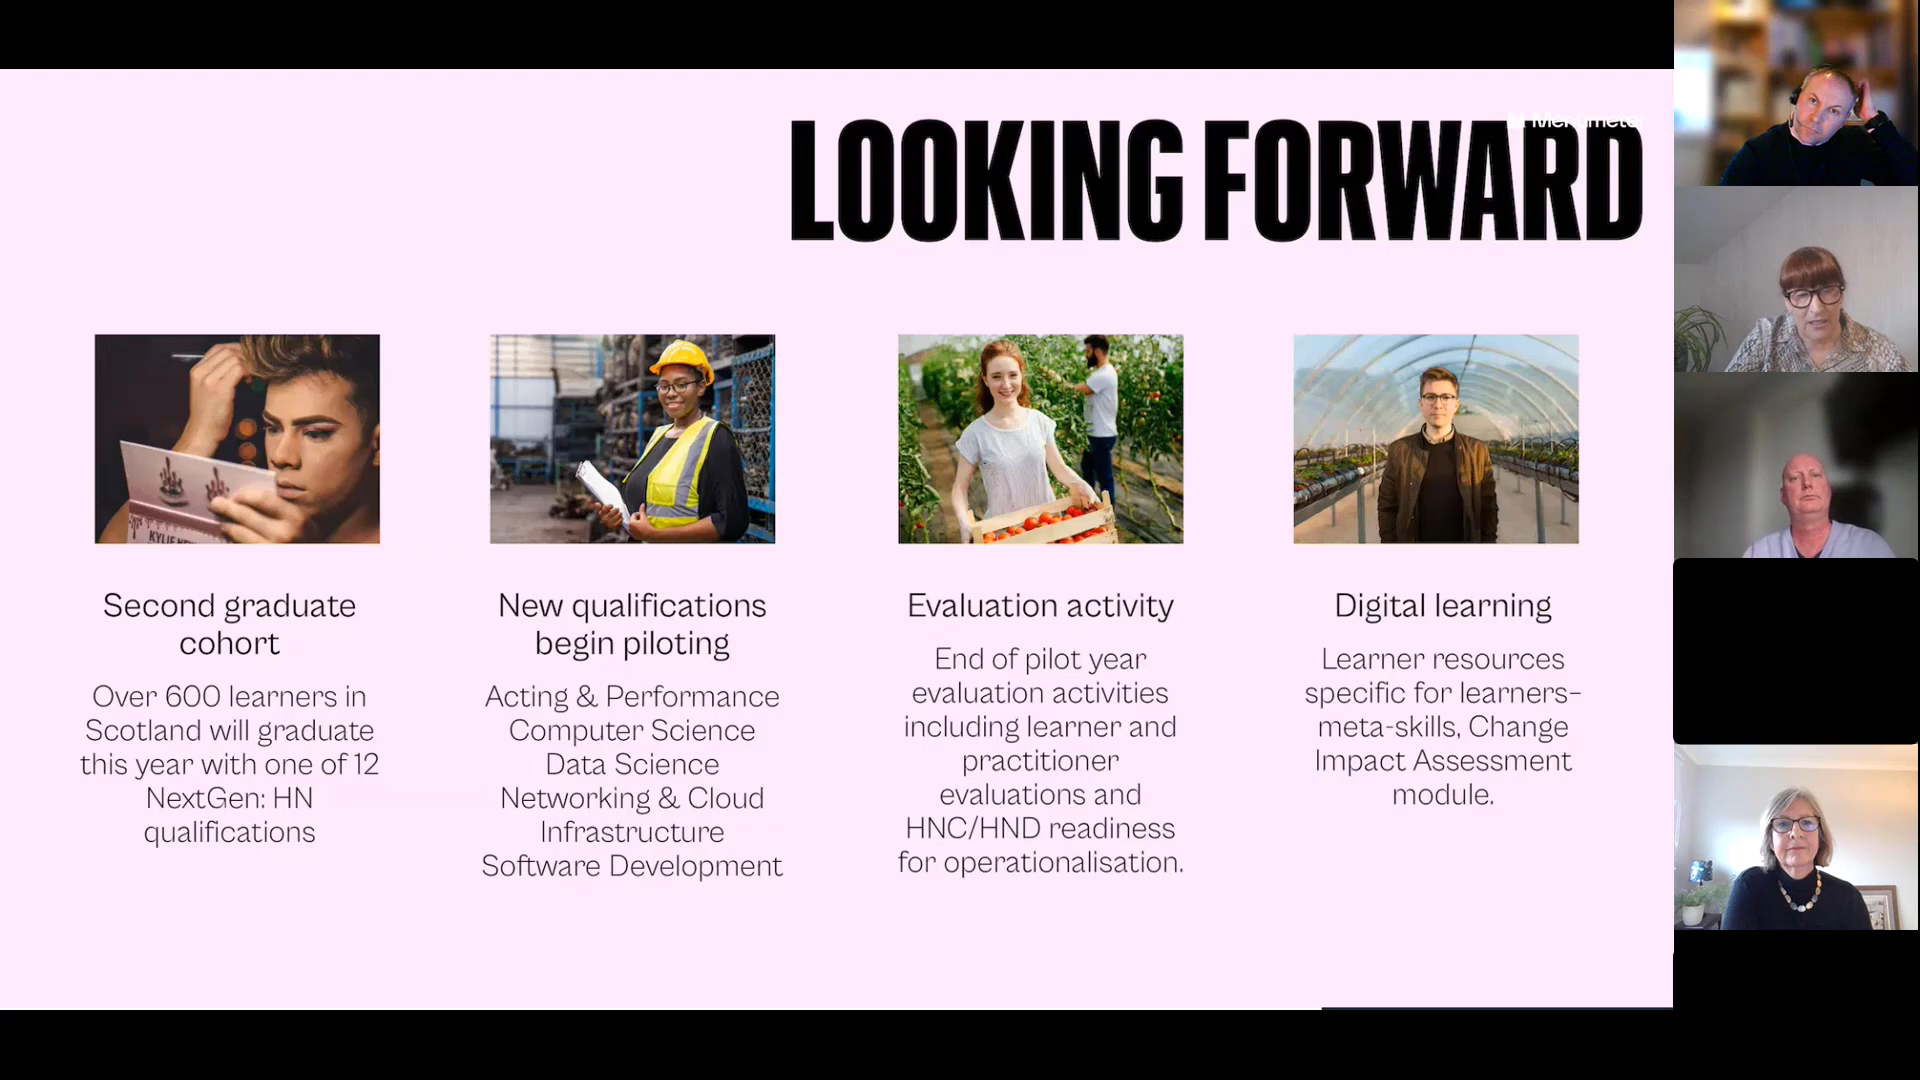 LOOKING FORWARD
Mentimeter
Second graduate
cohort
Over 600 learners in
Scotland will graduate
this year with one of 12
NextGen: HN
qualifications
New qualifications
begin piloting
Acting & Performance
Computer Science
Data Science
Networking & Cloud
Infrastructure
Software Development
Evaluation activity
End of pilot year
evaluation activities
including learner and
practitioner
evaluations and
HNC/HND readiness
for operationalisation.
Digital learning
Learner resources
specific for learners–
meta-skills, Change
Impact Assessment
module.